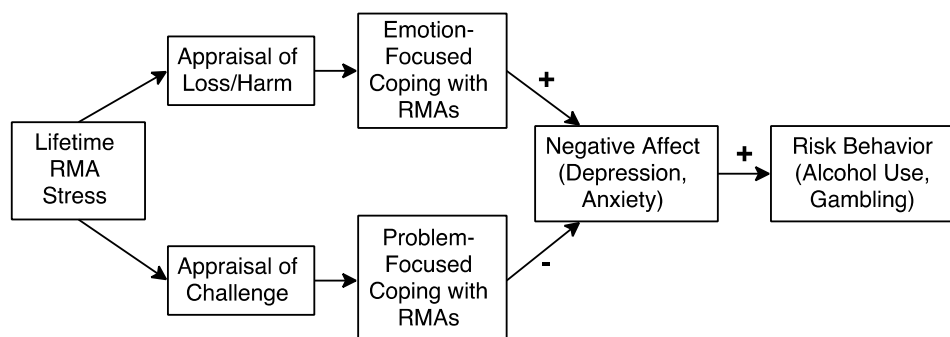 Lifetime
RMA
Stress
Appraisal of
Loss/Harm
Emotion-
Focused
Coping with
RMAs
+
Appraisal of
Challenge
Problem-
Focused
Coping with
RMAs
-
Negative Affect
(Depression,
Anxiety)
+
Risk Behavior
(Alcohol Use,
Gambling)